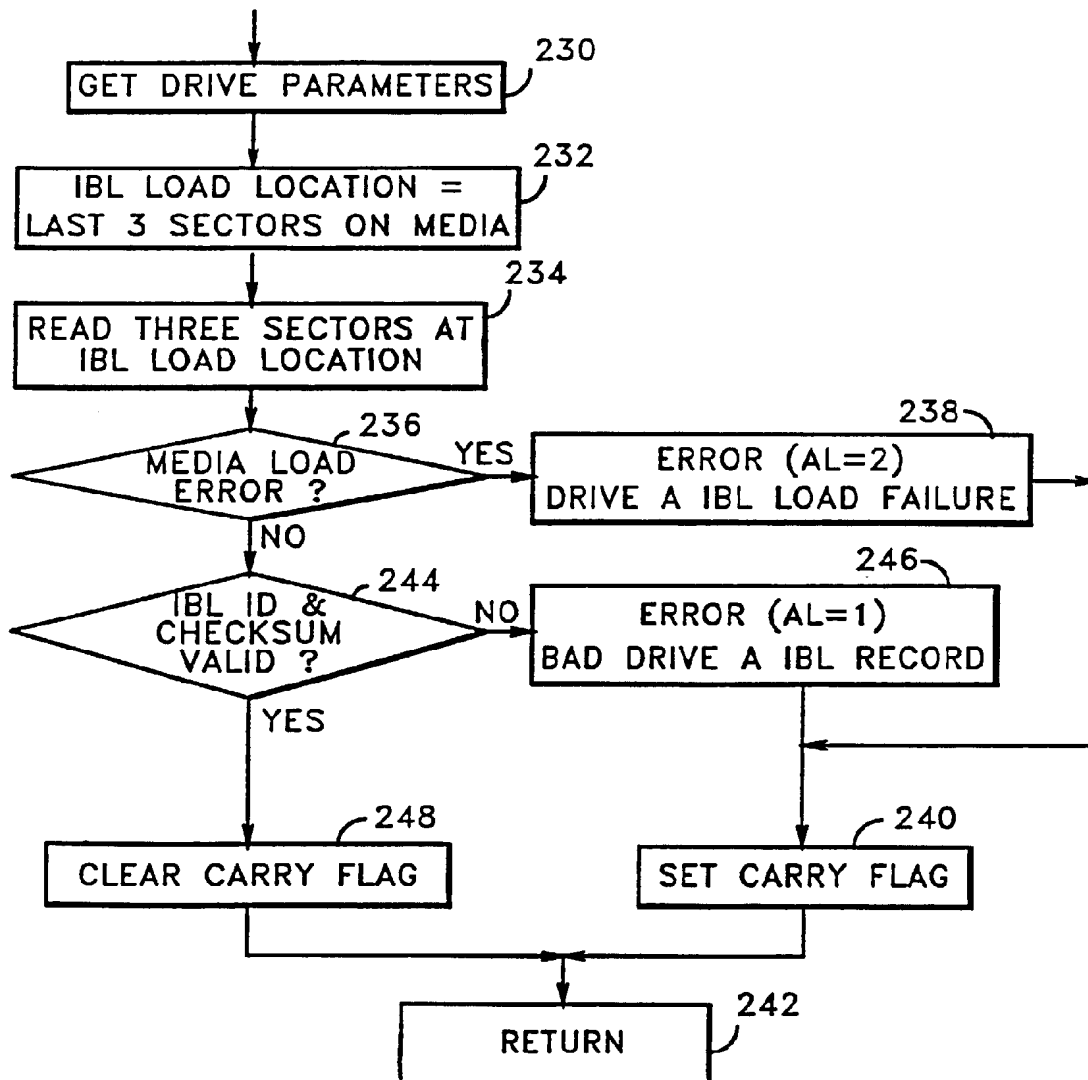 230
GET DRIVE PARAMETERS
232
IBL LOAD LOCATION =
LAST 3 SECTORS ON MEDIA
234
READ THREE SECTORS AT
IBL LOAD LOCATION
236
MEDIA LOAD
ERROR ?
YES
238
ERROR (AL=2)
DRIVE A IBL LOAD FAILURE
NO
244
IBL ID &
CHECKSUM
VALID ?
NO
246
ERROR (AL=1)
BAD DRIVE A IBL RECORD
YES
248
CLEAR CARRY FLAG
240
SET CARRY FLAG
242
RETURN